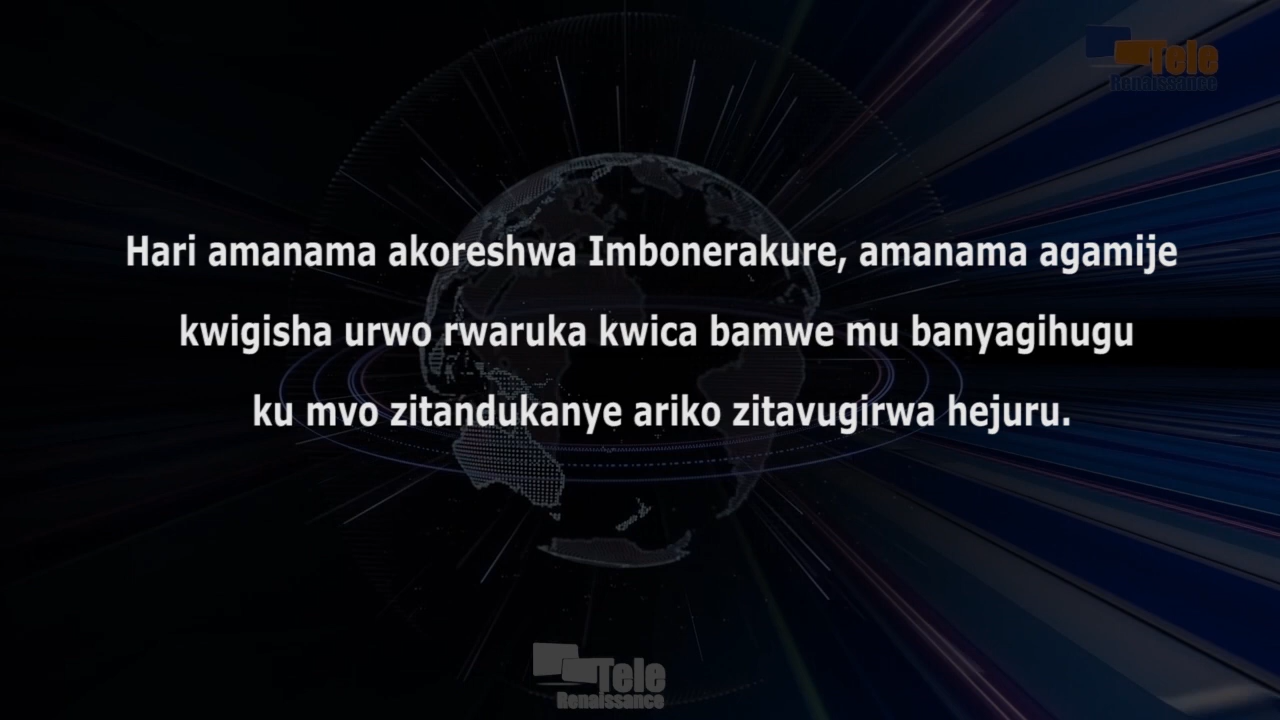 Tele
Renaissance
Hari amanama akoreshwa Imbonerakure, amanama agamije
kwigisha urwo rwaruka kwica bamwe mu banyagihugu
ku mvo zitandukanye ariko zitavugirwa hejuru.
Tele
Renaissance